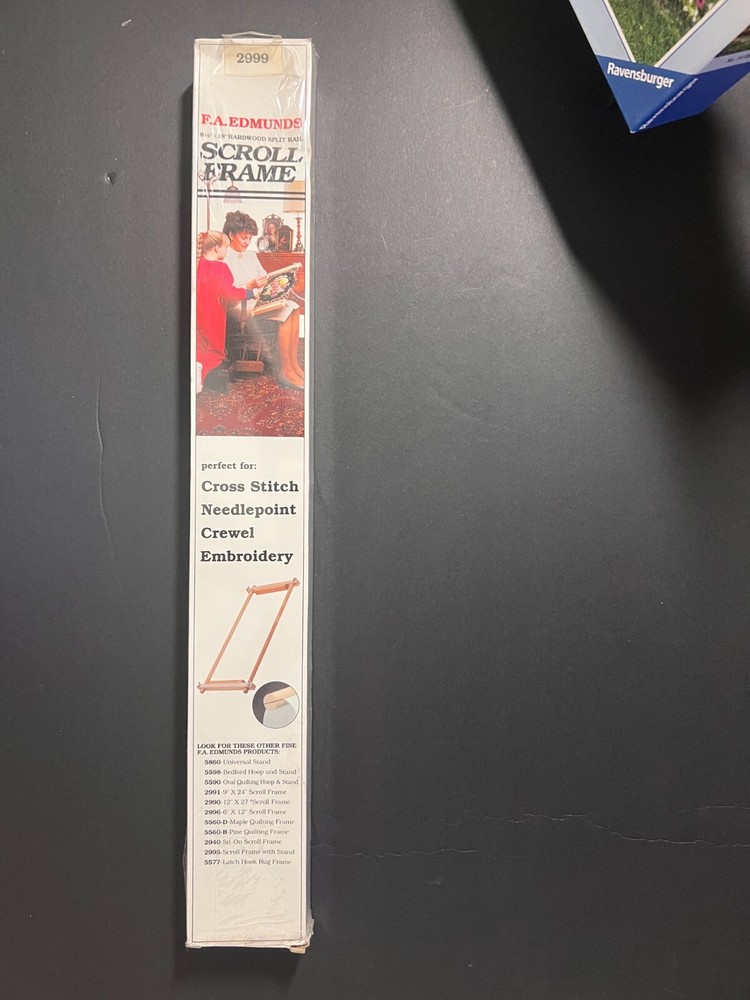 2999
F.A. EDMUNDS
HARDWOOD SPLIT RAIL
SCROLL
FRAME
perfect for:
Cross Stitch
Needlepoint
Crewel
Embroidery
LOOK FOR THESE OTHER FINE
F.A. EDMUNDS PRODUCTS:
5860-Universal Stand
5598-Bedford Hoop and Stand
5590-Oval Quilting Hoop & Stand
2991-9" X 24" Scroll Frame
2990-12" X 27 "Scroll Frame
2996-6" X 12" Scroll Frame
5560-D-Maple Quilting Frame
5560-B-Pine Quilting Frame
2940-Sit-On Scroll Frame
2995-Scroll Frame with Stand
5577-Latch Hook Rug Frame
Ravensburger